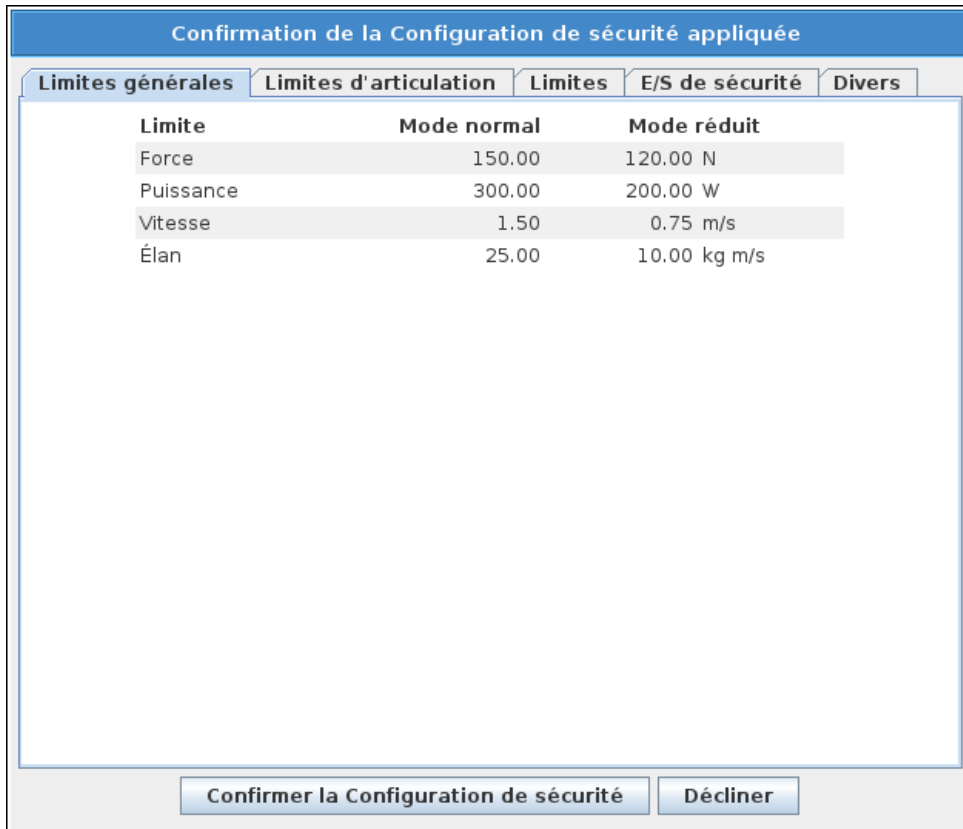 Confirmation de la Configuration de sécurité appliquée
Limites générales Limites d'articulation Limites E/S de sécurité Divers
Limite Mode normal Mode réduit
Force 150.00 120.00 N
Puissance 300.00 200.00 W
Vitesse 1.50 0.75 m/s
Élan 25.00 10.00 kg m/s
Confirmer la Configuration de sécurité Décliner